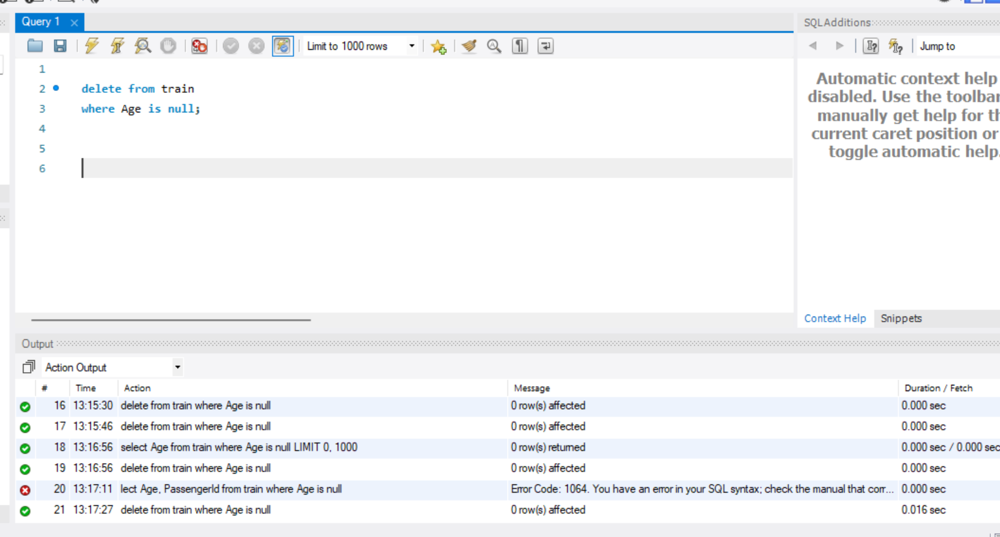 Query 1
SQLAdditions
Limit to 1000 rows
Jump to
1
2 delete from train
3 where Age is null;
4
5
6
Automatic context help
disabled. Use the toolbar
manually get help for th
current caret position or
toggle automatic help.
Context Help Snippets
Output
Action Output
# Time Action Message Duration / Fetch
16 13:15:30 delete from train where Age is null 0 row(s) affected 0.000 sec
17 13:15:46 delete from train where Age is null 0 row(s) affected 0.000 sec
18 13:16:56 select Age from train where Age is null LIMIT 0, 1000 0 row(s) returned 0.000 sec / 0.000 sec
19 13:16:56 delete from train where Age is null 0 row(s) affected 0.000 sec
20 13:17:11 lect Age, PassengerId from train where Age is null Error Code: 1064. You have an error in your SQL syntax; check the manual that corr... 0.000 sec
21 13:17:27 delete from train where Age is null 0 row(s) affected 0.016 sec